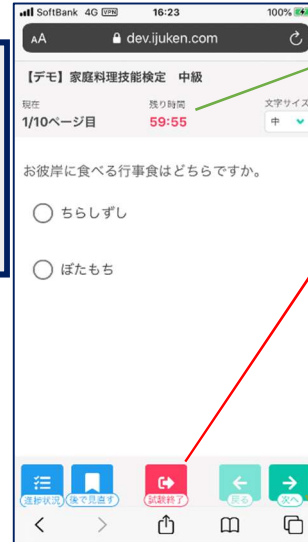 SoftBank 4G VPN 16:23 100%
AA dev.ijuken.com
【デモ】家庭料理技能検定 中級
現在 残り時間 文字サイズ
1/10ページ目 59:55 中
お彼岸に食べる行事食はどちらですか。
ちらしずし
ぼたもち
進捗状況 後で見直す 試験終了 戻る 次へ